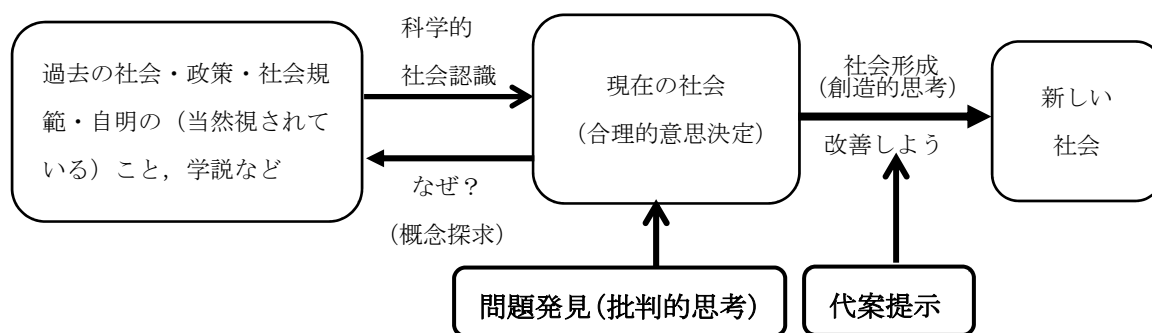 過去の社会・政策・社会規
範・自明の（当然視されて
いる）こと，学説など
科学的
社会認識
なぜ？
（概念探求）
現在の社会
（合理的意思決定）
社会形成
（創造的思考）
改善しよう
新しい
社会
問題発見（批判的思考）
代案提示